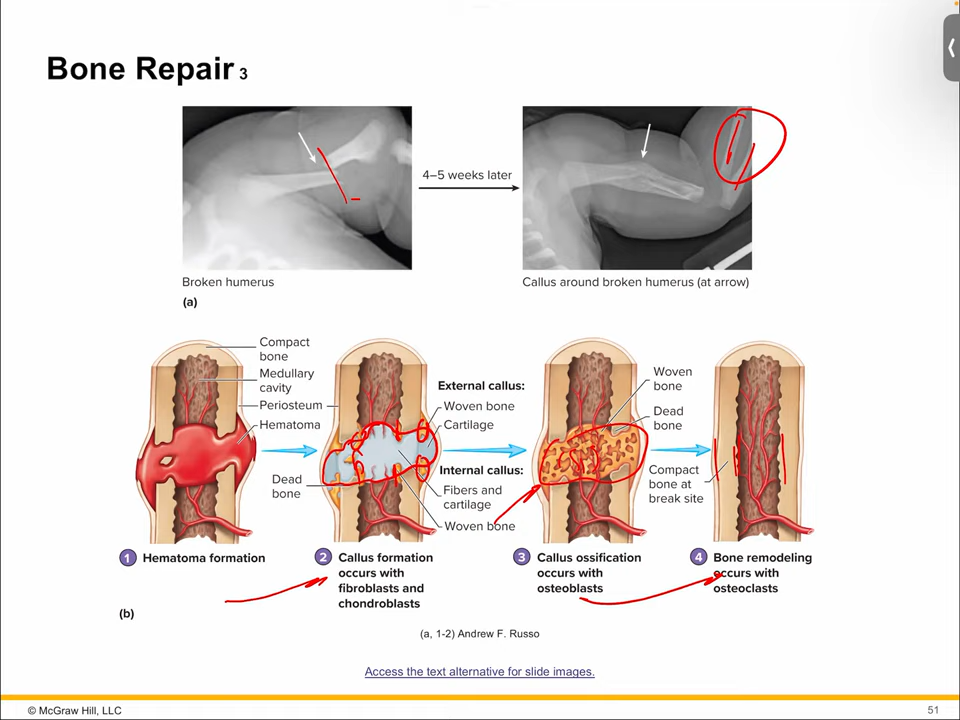 Bone Repair 3
4–5 weeks later
Broken humerus
Callus around broken humerus (at arrow)
(a)
Compact
bone
Medullary
cavity
Periosteum
Hematoma
Dead
bone
External callus:
Woven bone
Cartilage
Internal callus:
Fibers and
cartilage
Woven bone
Woven
bone
Dead
bone
Compact
bone at
break site
1 Hematoma formation
2 Callus formation
occurs with
fibroblasts and
chondroblasts
3 Callus ossification
occurs with
osteoblasts
4 Bone remodeling
occurs with
osteoclasts
(b)
(a, 1-2) Andrew F. Russo
Access the text alternative for slide images.
© McGraw Hill, LLC
51